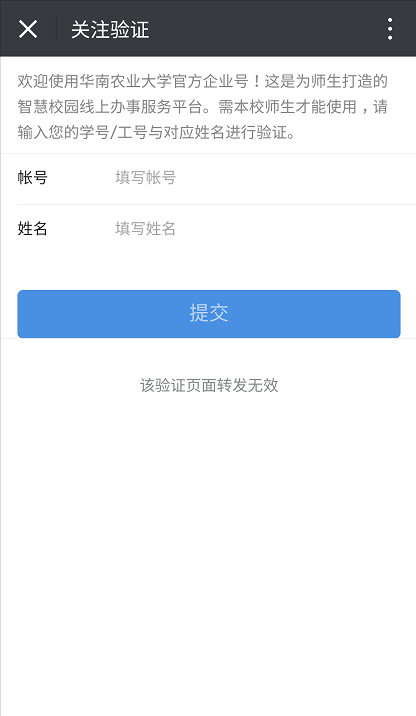 关注验证
欢迎使用华南农业大学官方企业号！这是为师生打造的
智慧校园线上办事服务平台。需本校师生才能使用，请
输入您的学号/工号与对应姓名进行验证。
帐号 填写帐号
姓名 填写姓名
提交
该验证页面转发无效